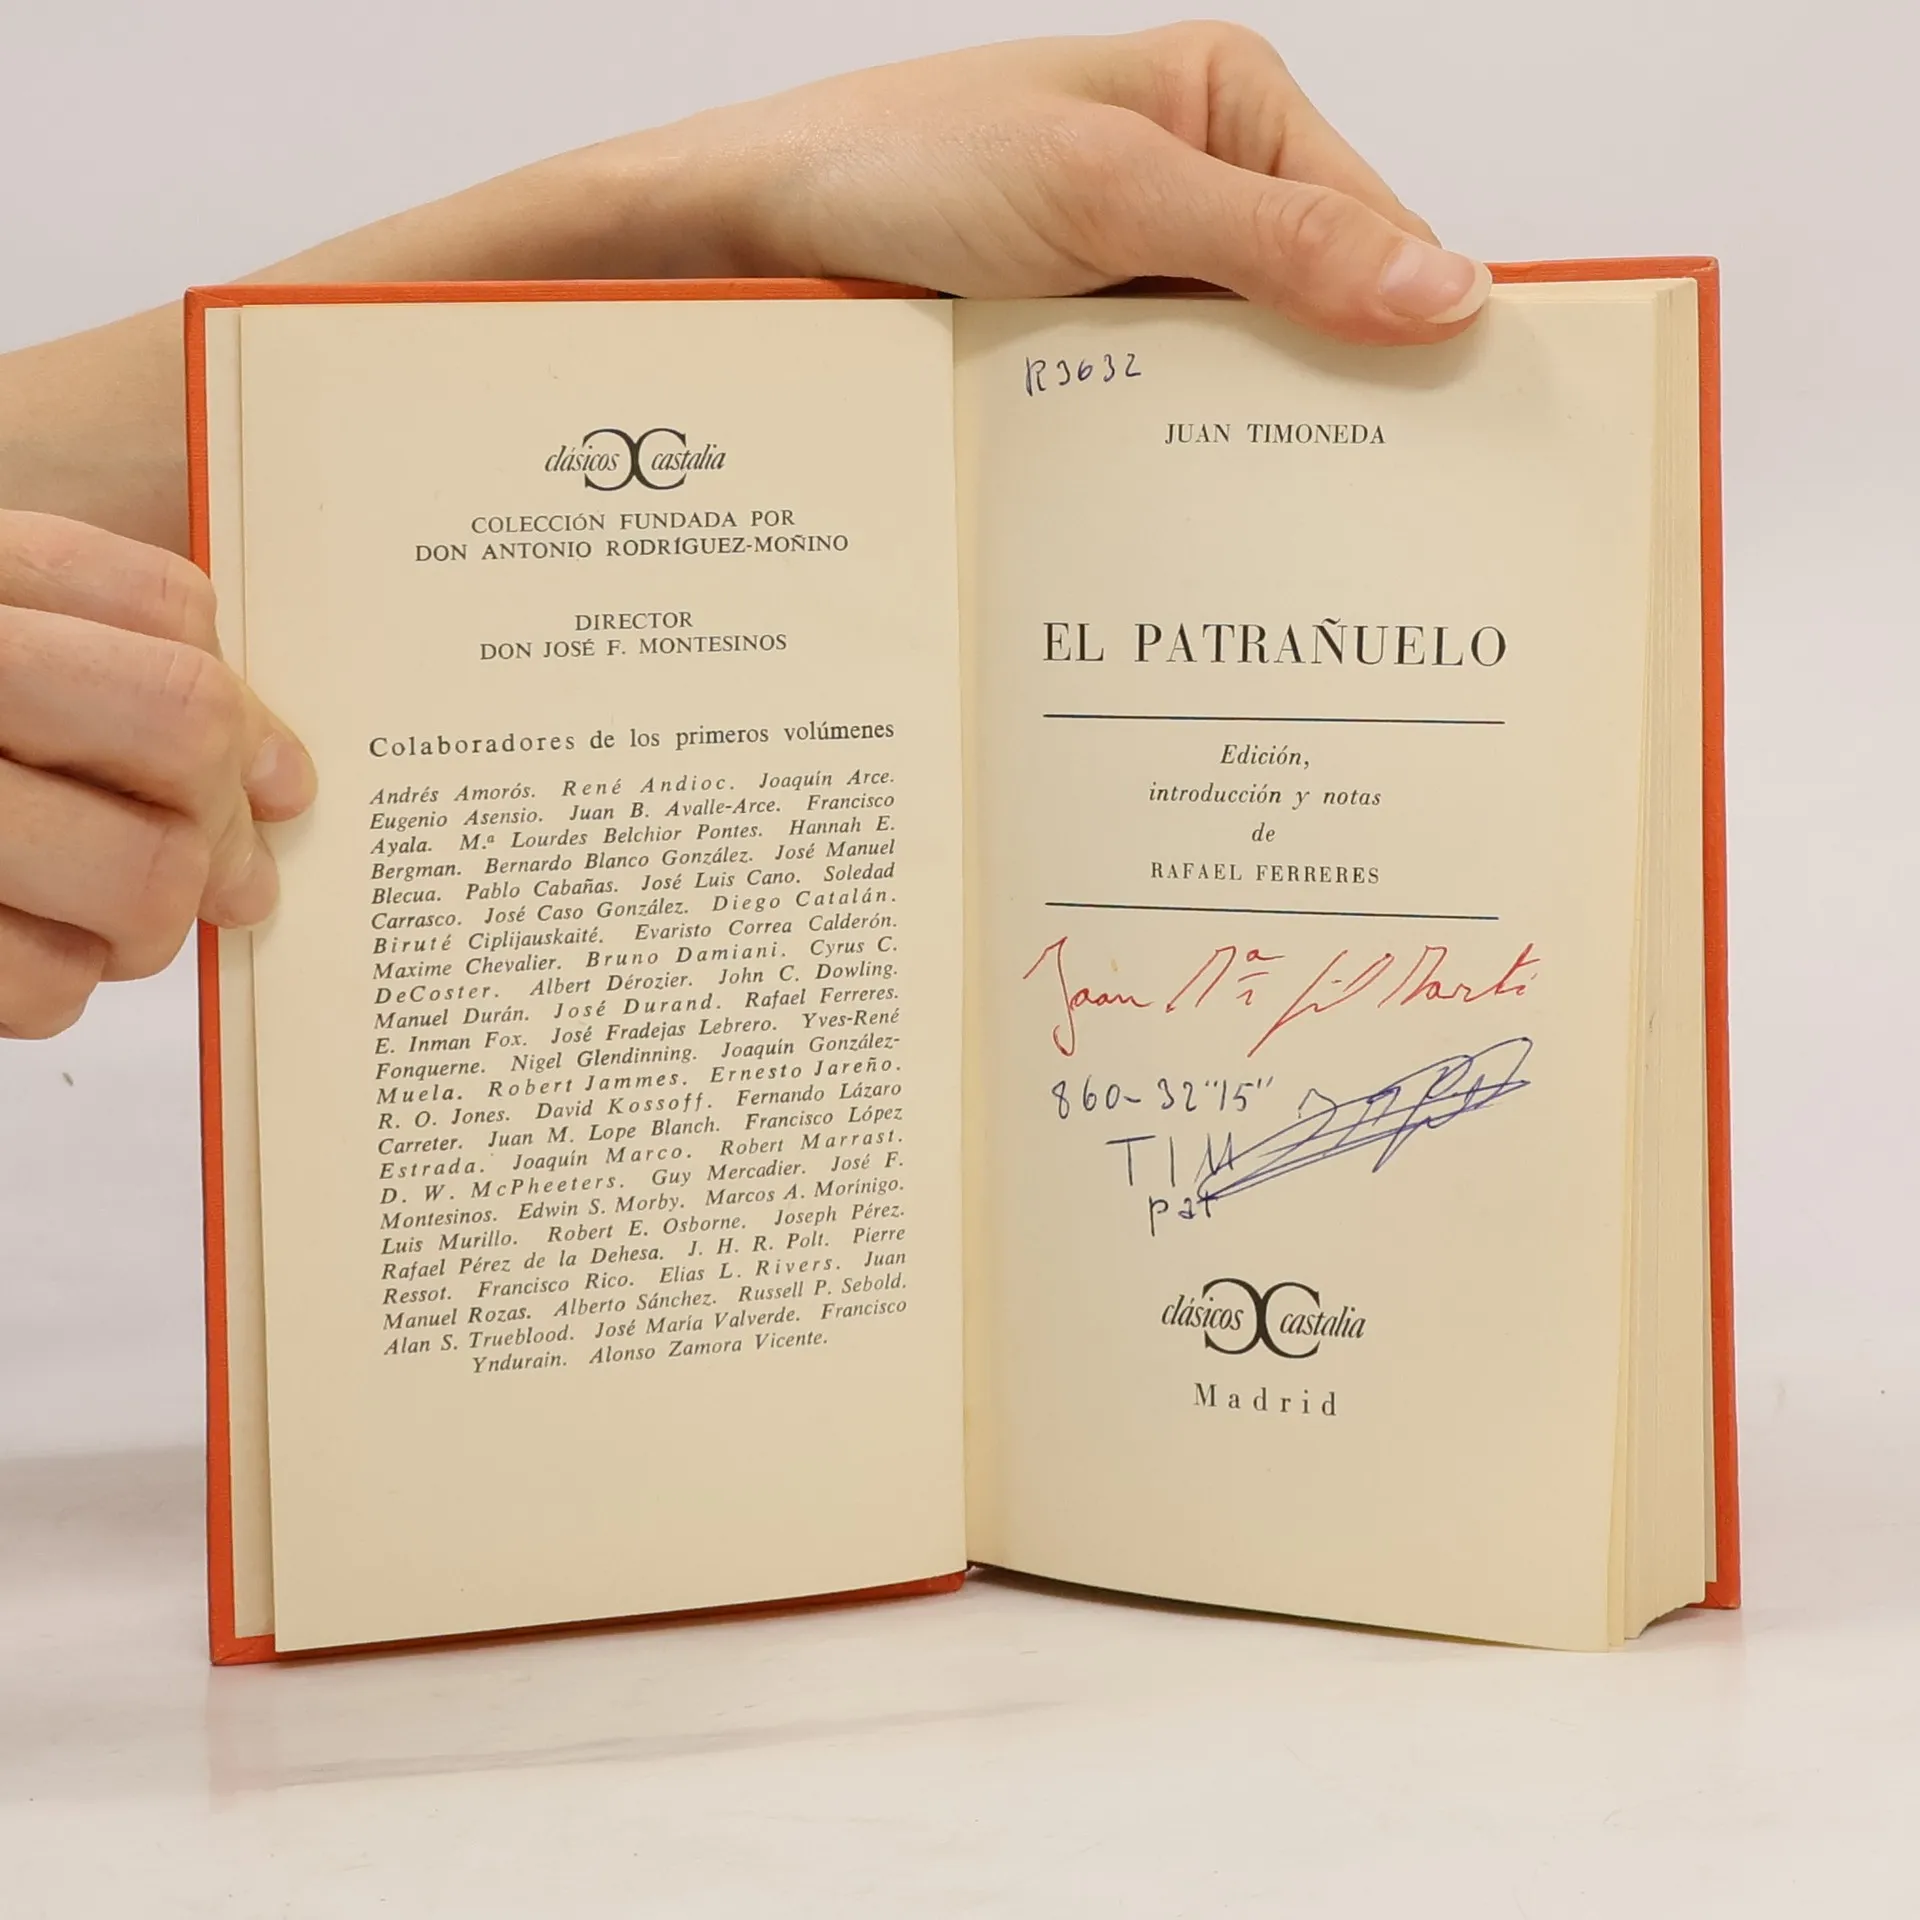 clásicos castalia
COLECCIÓN FUNDADA POR
DON ANTONIO RODRÍGUEZ-MOÑINO
DIRECTOR
DON JOSÉ F. MONTESINOS
Colaboradores de los primeros volúmenes
Andrés Amorós. René Andioc. Joaquín Arce.
Eugenio Asensio. Juan B. Avalle-Arce. Francisco
Ayala. M.ª Lourdes Belchior Pontes. Hannah E.
Bergman. Bernardo Blanco González. José Manuel
Blecua. Pablo Cabañas. José Luis Cano. Soledad
Carrasco. José Caso González. Diego Catalán.
Biruté Ciplijauskaité. Evaristo Correa Calderón.
Maxime Chevalier. Bruno Damiani. Cyrus C.
DeCoster. Albert Dérozier. John C. Dowling.
Manuel Durán. José Durand. Rafael Ferreres.
E. Inman Fox. José Fradejas Lebrero. Yves-René
Fonquerne. Nigel Glendinning. Joaquín González-
Muela. Robert Jammes. Ernesto Jareño.
R. O. Jones. David Kossoff. Fernando Lázaro
Carreter. Juan M. Lope Blanch. Francisco López
Estrada. Joaquín Marco. Robert Marrast.
D. W. McPheeters. Guy Mercadier. José F.
Montesinos. Edwin S. Morby. Marcos A. Morínigo.
Luis Murillo. Robert E. Osborne. Joseph Pérez.
Rafael Pérez de la Dehesa. J. H. R. Polt. Pierre
Ressot. Francisco Rico. Elias L. Rivers. Juan
Manuel Rozas. Alberto Sánchez. Russell P. Sebold.
Alan S. Trueblood. José María Valverde. Francisco
Yndurain. Alonso Zamora Vicente.
R3632
JUAN TIMONEDA
EL PATRAÑUELO
Edición,
introducción y notas
de
RAFAEL FERRERES
Juan Mª Gil Martí
860-32"15"
TIM
pat
clásicos castalia
Madrid